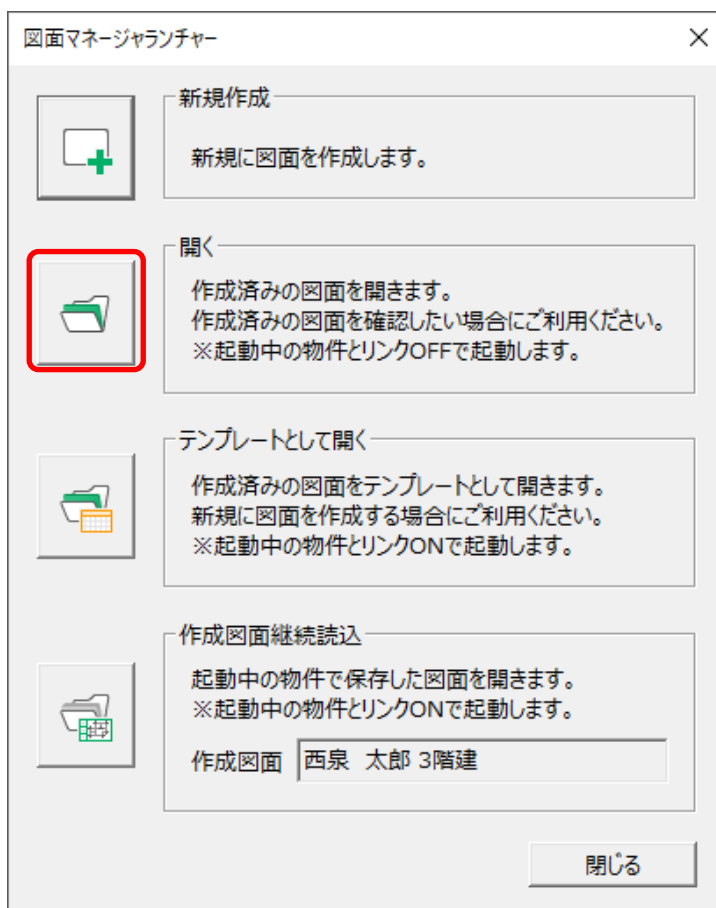 図面マネージャランチャー
新規作成
新規に図面を作成します。
開く
作成済みの図面を開きます。
作成済みの図面を確認したい場合にご利用ください。
※起動中の物件とリンクOFFで起動します。
テンプレートとして開く
作成済みの図面をテンプレートとして開きます。
新規に図面を作成する場合にご利用ください。
※起動中の物件とリンクONで起動します。
作成図面継続読込
起動中の物件で保存した図面を開きます。
※起動中の物件とリンクONで起動します。
作成図面 西泉　太郎 3階建
閉じる